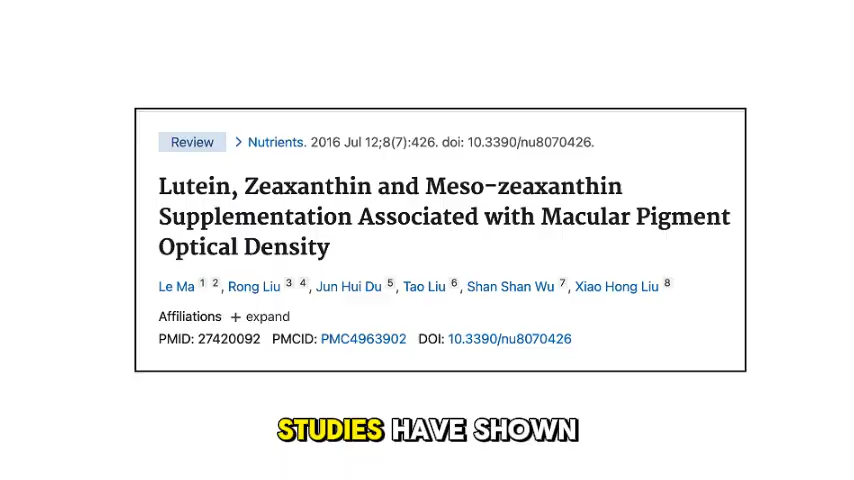 Review > Nutrients. 2016 Jul 12;8(7):426. doi: 10.3390/nu8070426.
Lutein, Zeaxanthin and Meso-zeaxanthin
Supplementation Associated with Macular Pigment
Optical Density
Le Ma 1 2, Rong Liu 3 4, Jun Hui Du 5, Tao Liu 6, Shan Shan Wu 7, Xiao Hong Liu 8
Affiliations + expand
PMID: 27420092 PMCID: PMC4963902 DOI: 10.3390/nu8070426
STUDIES HAVE SHOWN